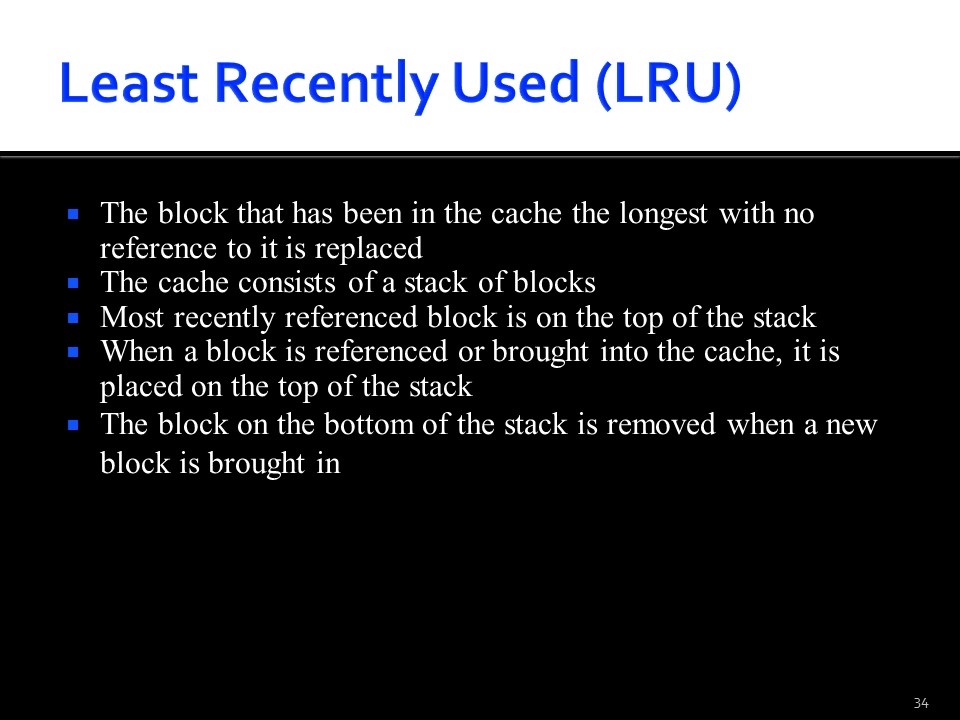 Least Recently Used (LRU)
▪ The block that has been in the cache the longest with no
reference to it is replaced
▪ The cache consists of a stack of blocks
▪ Most recently referenced block is on the top of the stack
▪ When a block is referenced or brought into the cache, it is
placed on the top of the stack
▪ The block on the bottom of the stack is removed when a new
block is brought in
34